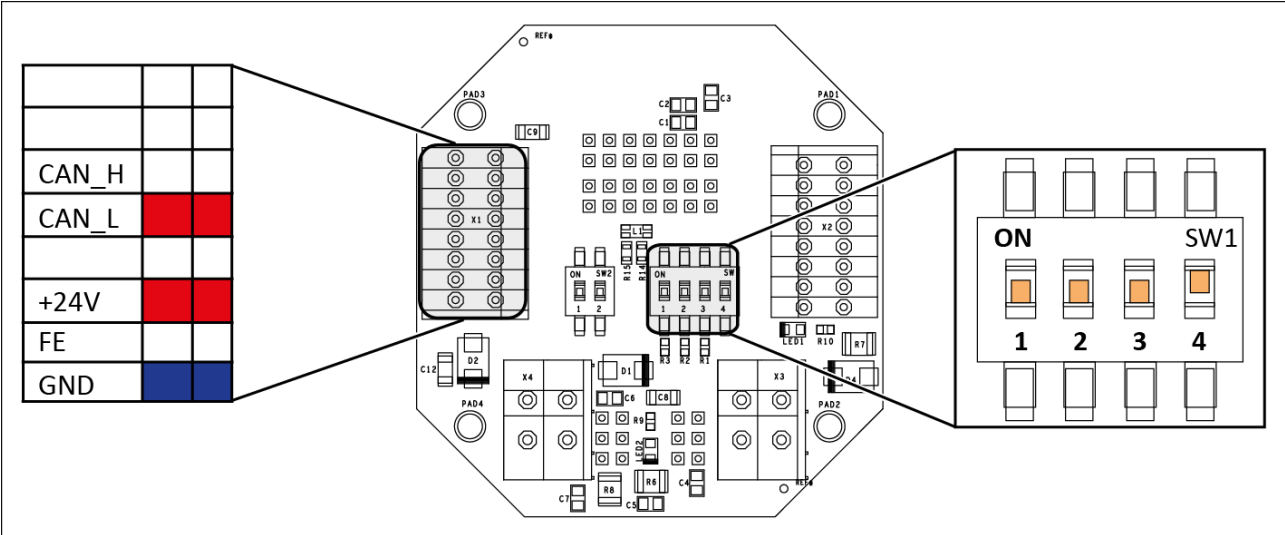 REF⊕
PAD3
PAD1
C3
C2
C1
C9
CAN_H
CAN_L
+24V
FE
GND
X1
X2
L1
R15
R14
ON
SW2
1
2
ON
SW
1
2
3
4
ON
SW1
1
2
3
4
R3
R2
R1
LED1
R10
R7
C12
D2
D1
D4
X4
X3
PAD4
PAD2
C6
C8
R9
LED2
R8
R6
C4
C7
C5
REF⊕